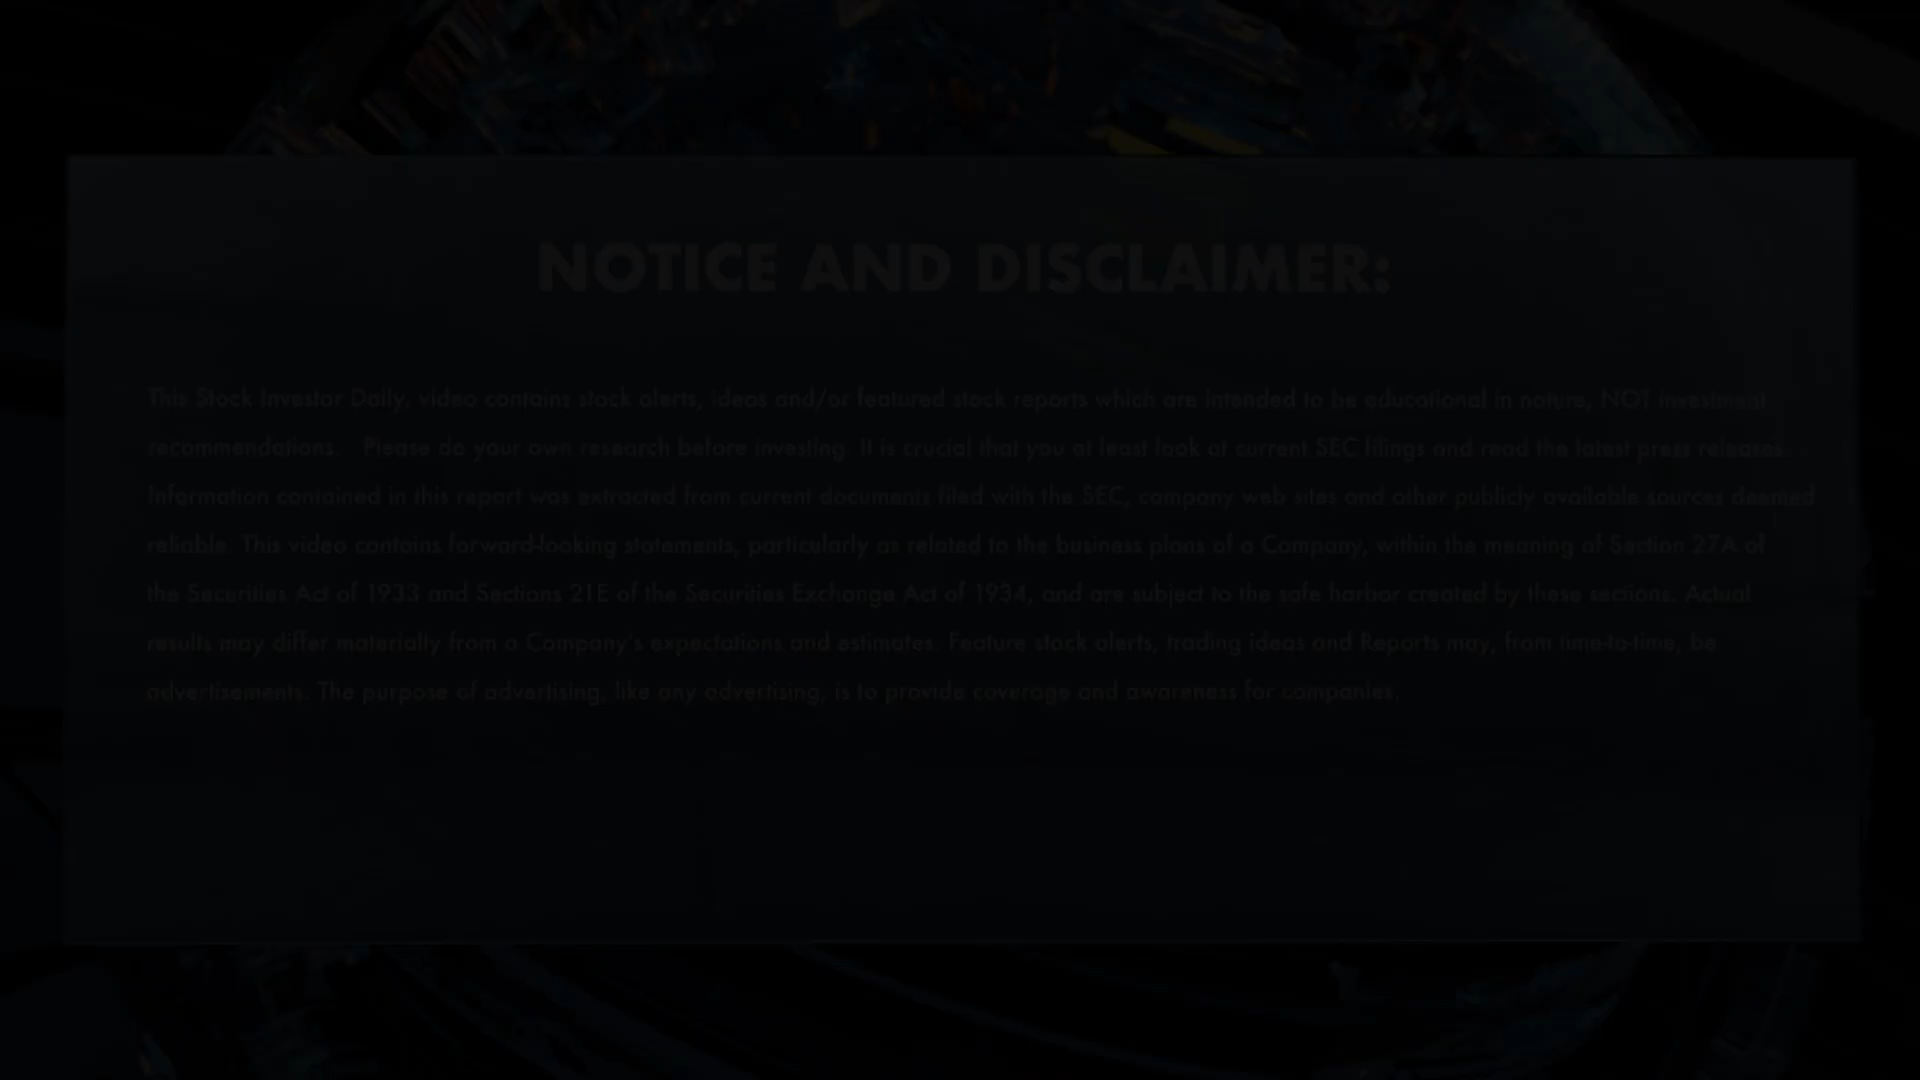 NOTICE AND DISCLAIMER:
This Stock Investor Daily, video contains stock alerts, ideas and/or featured stock reports which are intended to be educational in nature, NOT investment
recommendations. Please do your own research before investing. It is crucial that you at least look at current SEC filings and read the latest press releases.
Information contained in this report was extracted from current documents filed with the SEC, company web sites and other publicly available sources deemed
reliable. This video contains forward-looking statements, particularly as related to the business plans of a Company, within the meaning of Section 27A of
the Securities Act of 1933 and Sections 21E of the Securities Exchange Act of 1934, and are subject to the safe harbor created by these sections. Actual
results may differ materially from a Company's expectations and estimates. Feature stock alerts, trading ideas and Reports may, from time-to-time, be
advertisements. The purpose of advertising, like any advertising, is to provide coverage and awareness for companies.